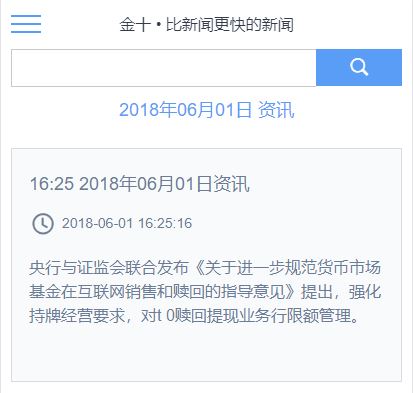 金十 • 比新闻更快的新闻
2018年06月01日 资讯
16:25 2018年06月01日资讯
2018-06-01 16:25:16
央行与证监会联合发布《关于进一步规范货币市场
基金在互联网销售和赎回的指导意见》提出，强化
持牌经营要求，对t 0赎回提现业务行限额管理。